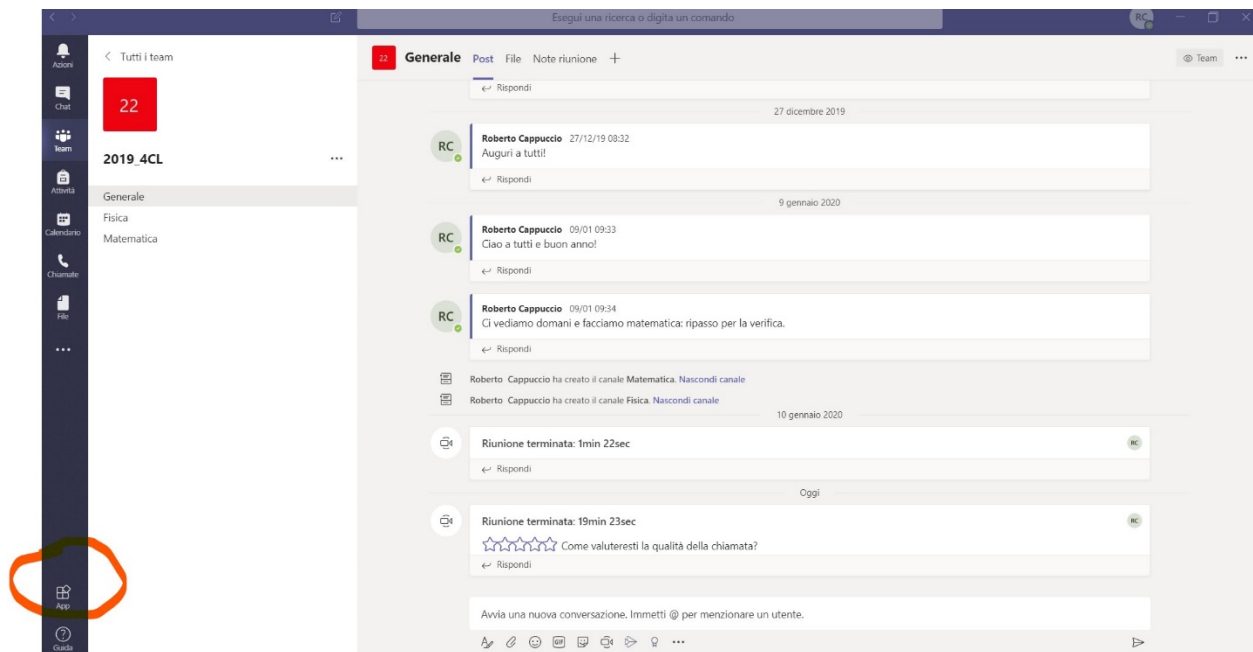 Esegui una ricerca o digita un comando
RC
Azioni
Chat
Team
Attività
Calendario
Chiamate
File
App
Guida
Tutti i team
22
2019_4CL
Generale
Fisica
Matematica
22 Generale Post File Note riunione
Team
Rispondi
27 dicembre 2019
RC
Roberto Cappuccio 27/12/19 08:32
Auguri a tutti!
Rispondi
9 gennaio 2020
RC
Roberto Cappuccio 09/01 09:33
Ciao a tutti e buon anno!
Rispondi
RC
Roberto Cappuccio 09/01 09:34
Ci vediamo domani e facciamo matematica: ripasso per la verifica.
Rispondi
Roberto Cappuccio ha creato il canale Matematica. Nascondi canale
Roberto Cappuccio ha creato il canale Fisica. Nascondi canale
10 gennaio 2020
Riunione terminata: 1min 22sec
RC
Rispondi
Oggi
Riunione terminata: 19min 23sec
RC
Come valuteresti la qualità della chiamata?
Rispondi
Avvia una nuova conversazione. Immetti @ per menzionare un utente.
GIF